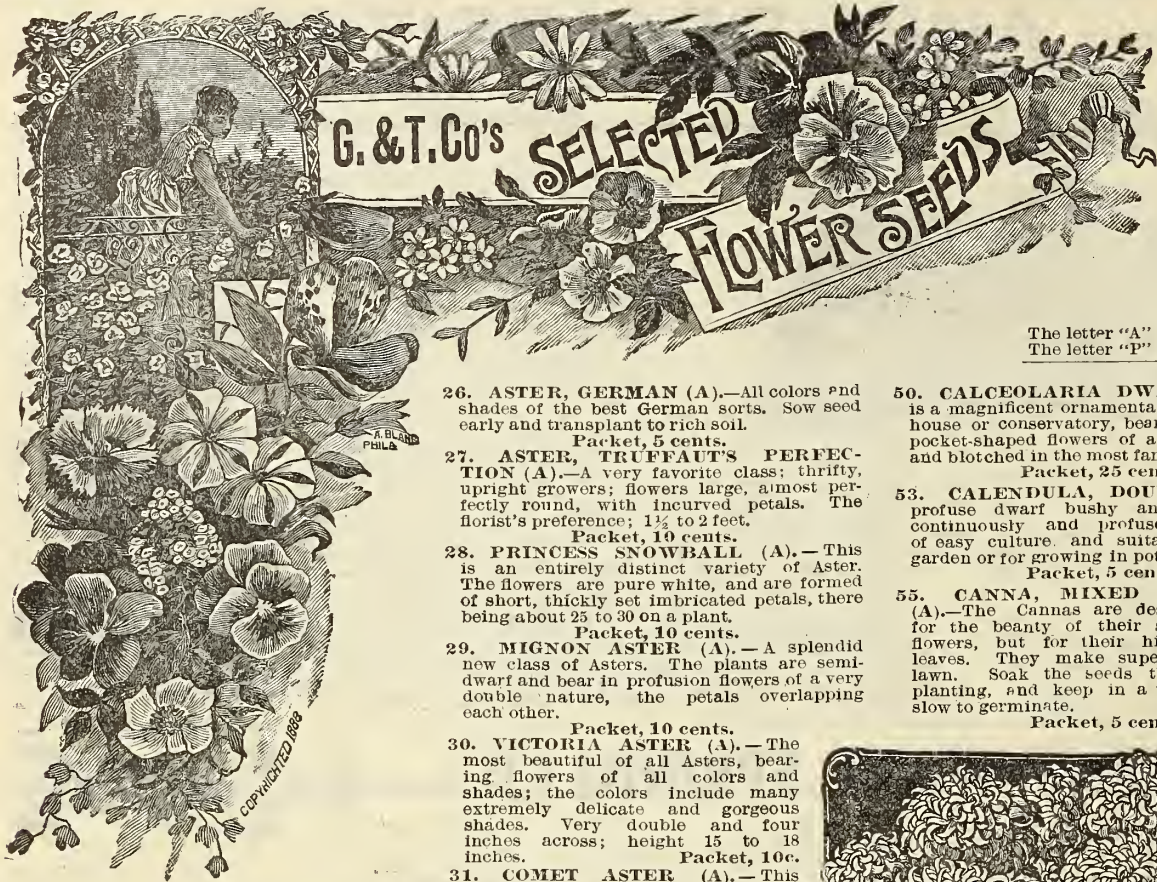 G. & T. Co's SELECTED
FLOWER SEEDS
A. BLANC
PHILA
COPYRIGHTED 1888
The letter "A"
The letter "P"
26. ASTER, GERMAN (A).—All colors and
shades of the best German sorts. Sow seed
early and transplant to rich soil.
Packet, 5 cents.
27. ASTER, TRUFFAUT'S PERFEC-
TION (A).—A very favorite class; thrifty,
upright growers; flowers large, almost per-
fectly round, with incurved petals. The
florist's preference; 1½ to 2 feet.
Packet, 10 cents.
28. PRINCESS SNOWBALL (A).—This
is an entirely distinct variety of Aster.
The flowers are pure white, and are formed
of short, thickly set imbricated petals, there
being about 25 to 30 on a plant.
Packet, 10 cents.
29. MIGNON ASTER (A).—A splendid
new class of Asters. The plants are semi-
dwarf and bear in profusion flowers of a very
double nature, the petals overlapping
each other.
Packet, 10 cents.
30. VICTORIA ASTER (A).—The
most beautiful of all Asters, bear-
ing flowers of all colors and
shades; the colors include many
extremely delicate and gorgeous
shades. Very double and four
inches across; height 15 to 18
inches. Packet, 10c.
31. COMET ASTER (A).—This
50. CALCEOLARIA DW
is a magnificent ornamenta
house or conservatory, bear
pocket-shaped flowers of a
and blotched in the most fan
Packet, 25 cen
53. CALENDULA, DOU
profuse dwarf bushy an
continuously and profuse
of easy culture. and suita
garden or for growing in pot
Packet, 5 cen
55. CANNA, MIXED
(A).—The Cannas are de
for the beauty of their
flowers, but for their hi
leaves. They make supe
lawn. Soak the seeds t
planting, and keep in a
slow to germinate.
Packet, 5 cen